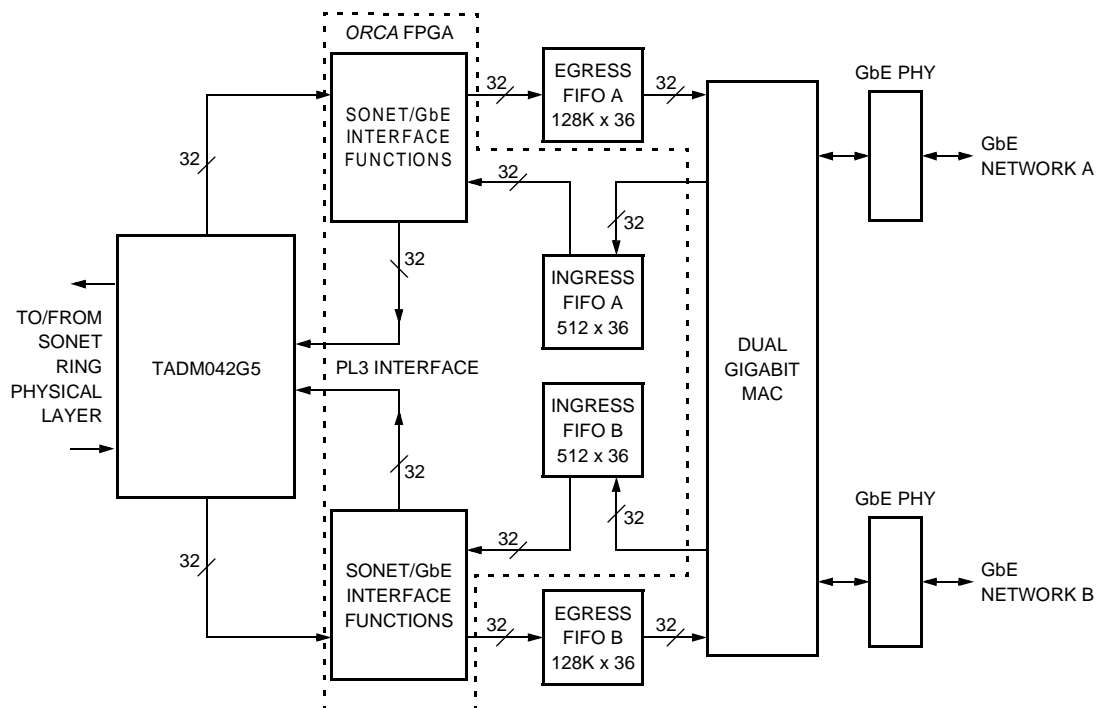 ORCA FPGA
SONET/GbE
INTERFACE
FUNCTIONS
32
32
EGRESS
FIFO A
128K x 36
32
GbE PHY
GbE
NETWORK A
32
32
32
32
INGRESS
FIFO A
512 x 36
TO/FROM
SONET
RING
PHYSICAL
LAYER
TADM042G5
PL3 INTERFACE
DUAL
GIGABIT
MAC
INGRESS
FIFO B
512 x 36
32
32
32
32
SONET/GbE
INTERFACE
FUNCTIONS
32
EGRESS
FIFO B
128K x 36
32
GbE PHY
GbE
NETWORK B